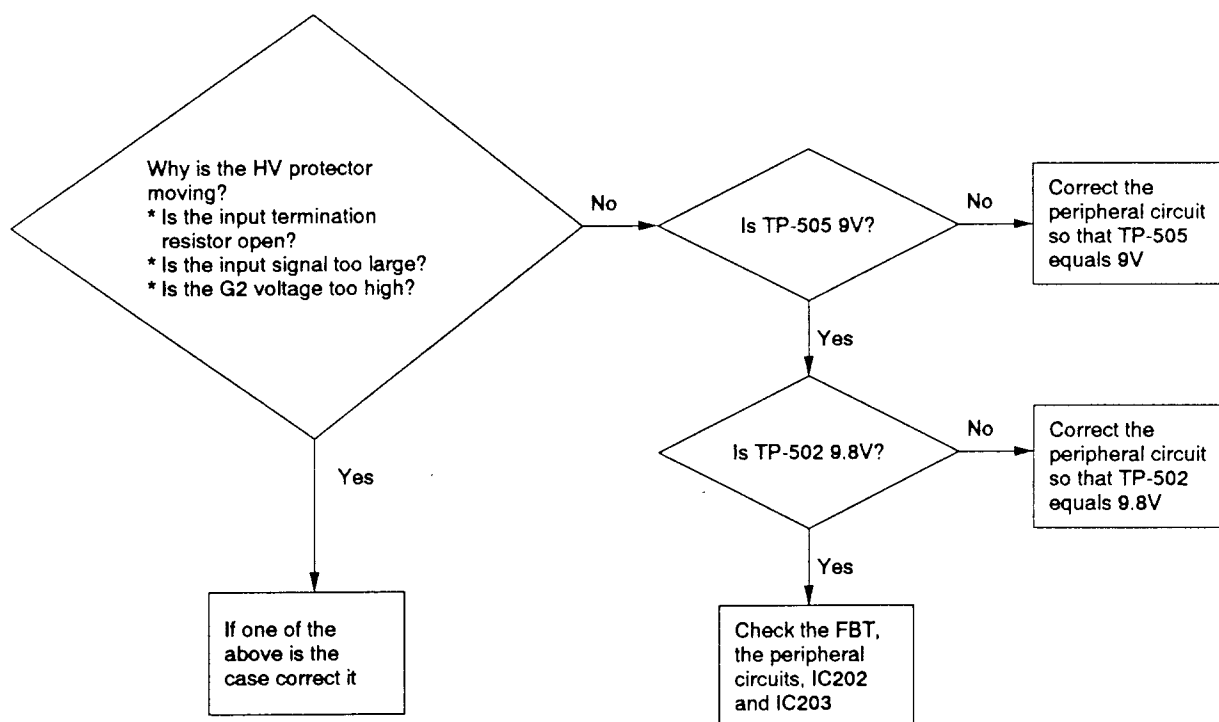 Why is the HV protector
moving?
* Is the input termination
resistor open?
* Is the input signal too large?
* Is the G2 voltage too high?
No
Is TP-505 9V?
No
Correct the
peripheral circuit
so that TP-505
equals 9V
Yes
Is TP-502 9.8V?
No
Correct the
peripheral circuit
so that TP-502
equals 9.8V
Yes
Yes
If one of the
above is the
case correct it
Check the FBT,
the peripheral
circuits, IC202
and IC203